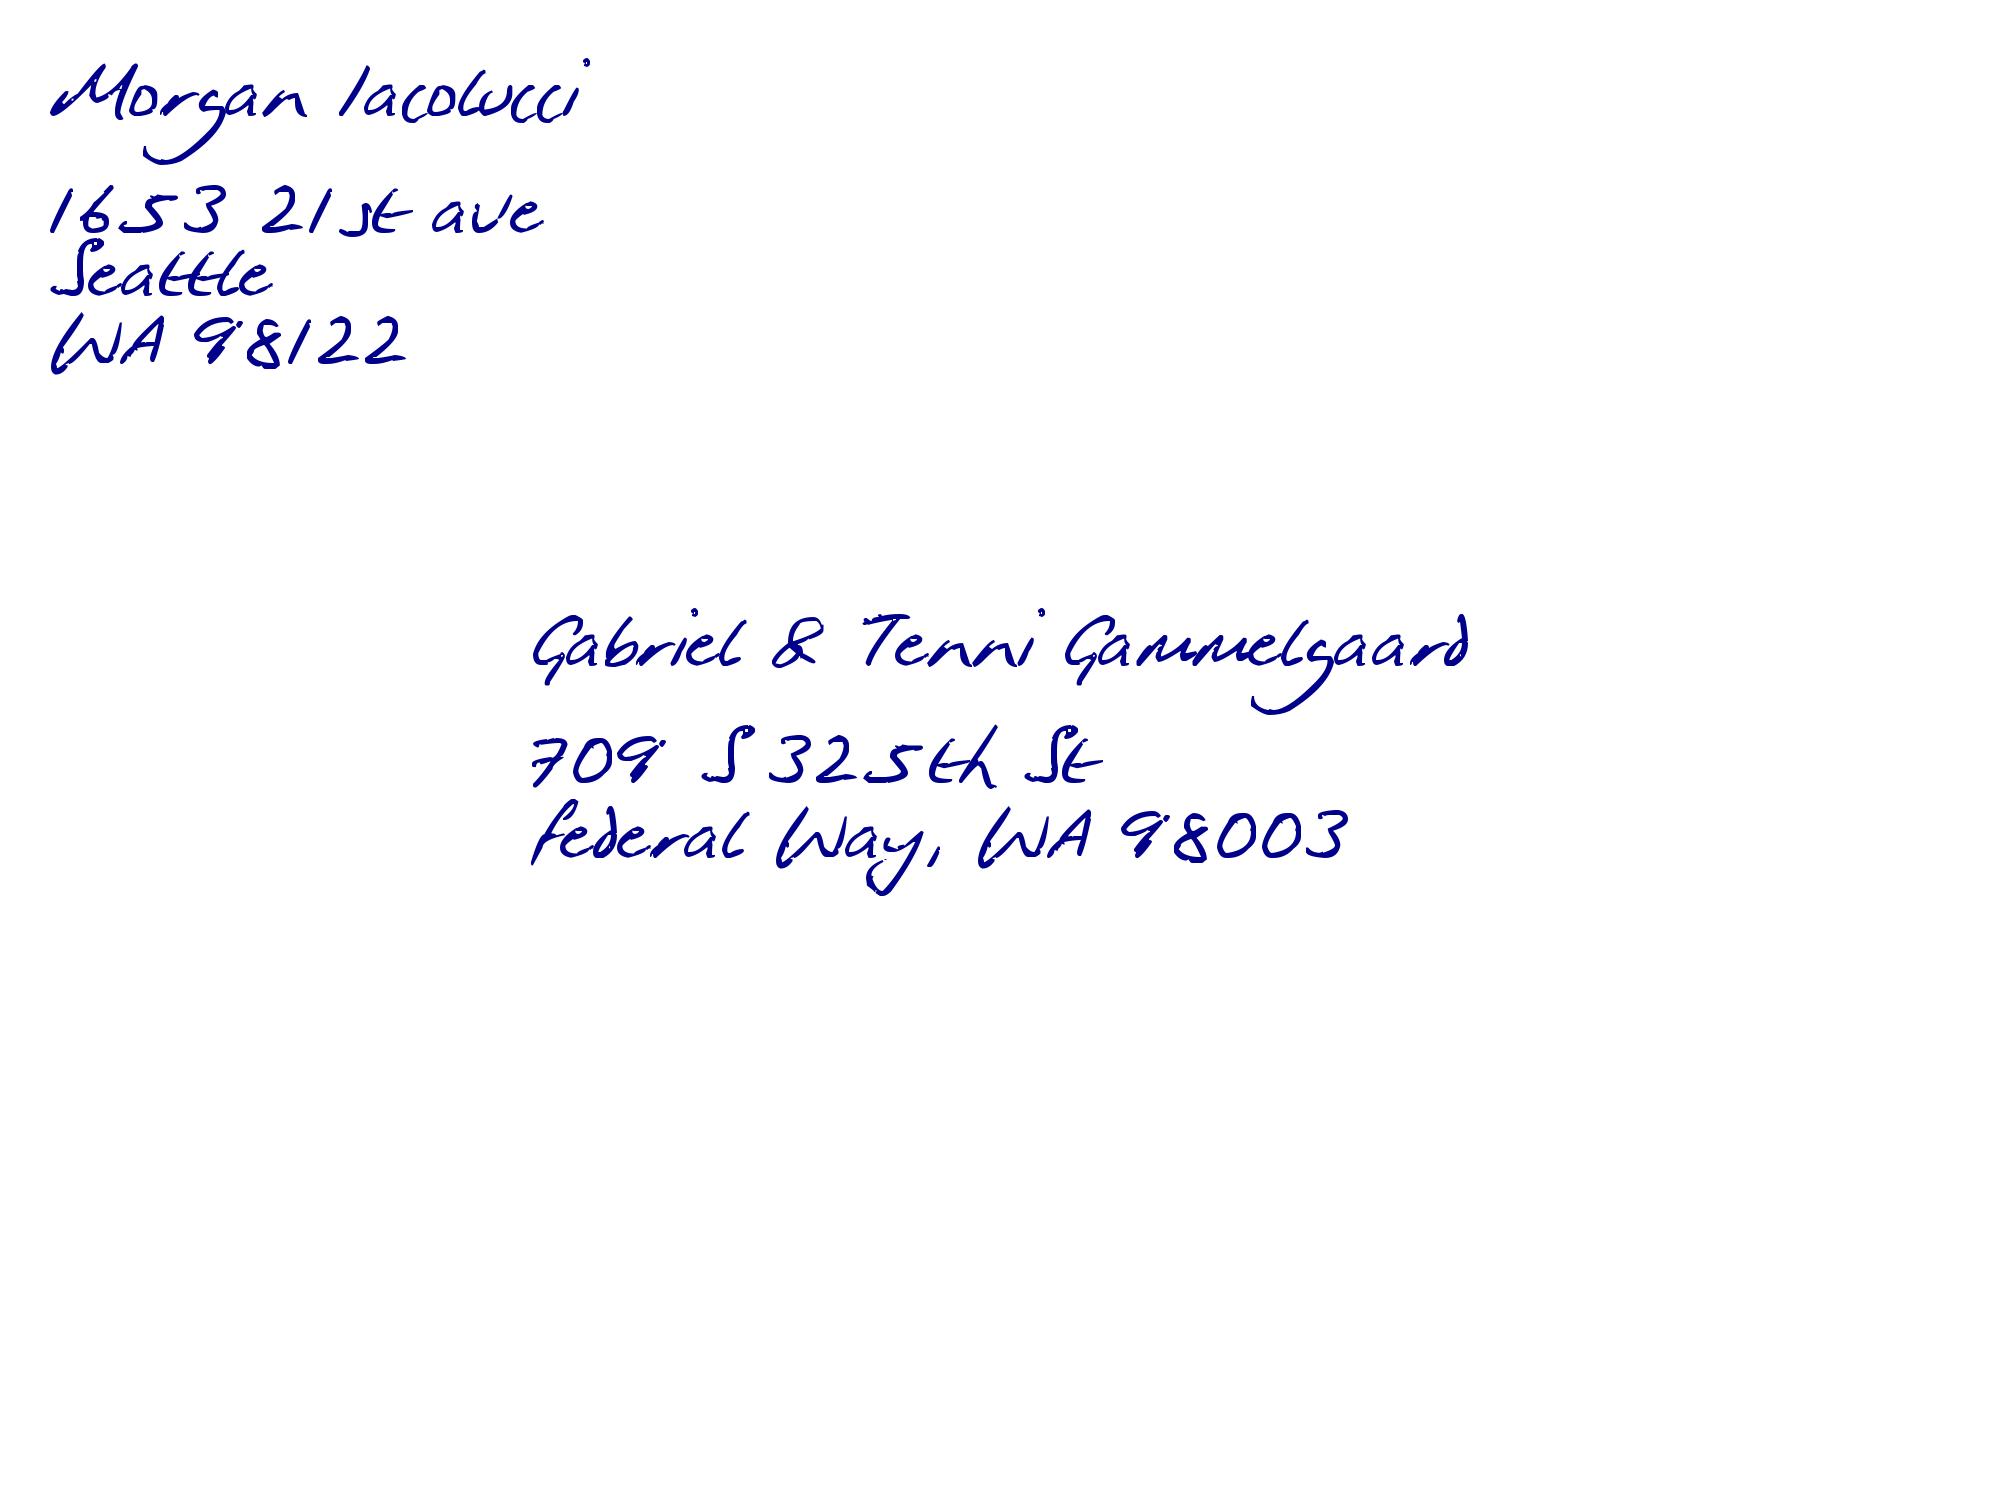 Morgan Iacolucci
1653 21st ave
Seattle
WA 98122
Gabriel & Tenni Gammelgaard
709 S 325th St
Federal Way, WA 98003